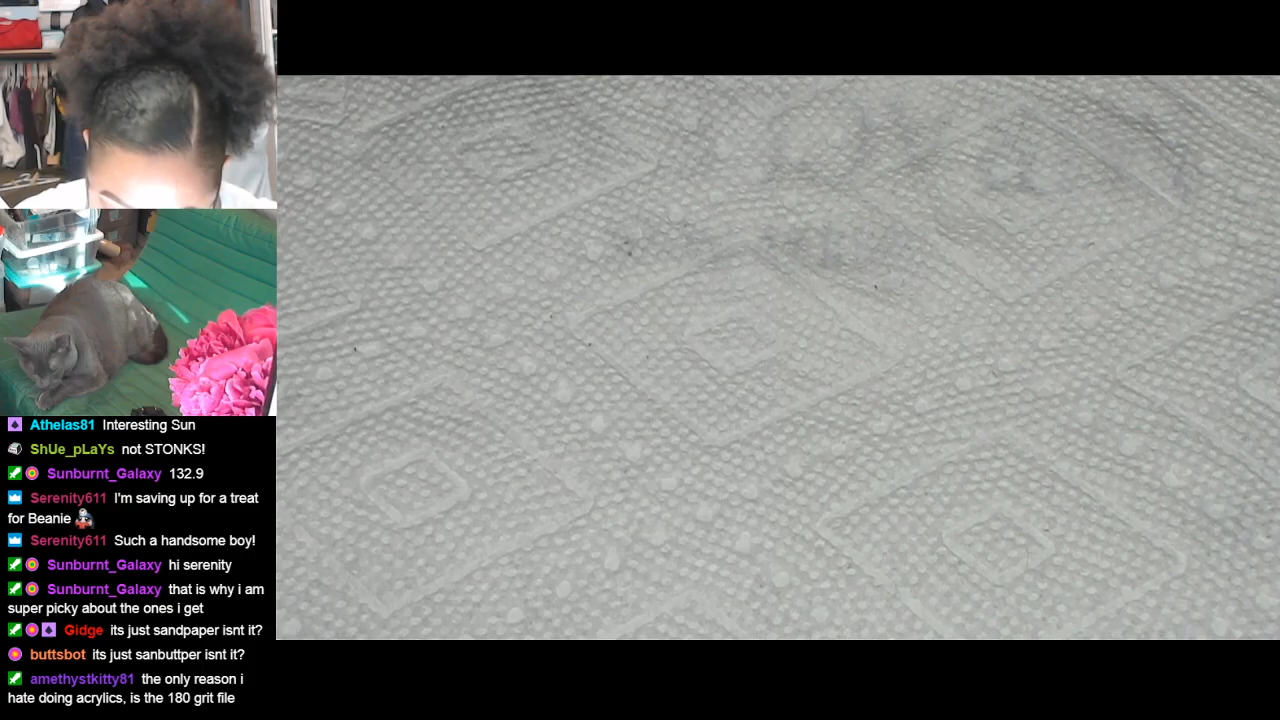 Athelas81 Interesting Sun
ShUe_pLaYs not STONKS!
Sunburnt_Galaxy 132.9
Serenity611 I'm saving up for a treat
for Beanie
Serenity611 Such a handsome boy!
Sunburnt_Galaxy hi serenity
Sunburnt_Galaxy that is why i am
super picky about the ones i get
Gidge its just sandpaper isnt it?
buttsbot its just sanbuttper isnt it?
amethystkitty81 the only reason i
hate doing acrylics, is the 180 grit file